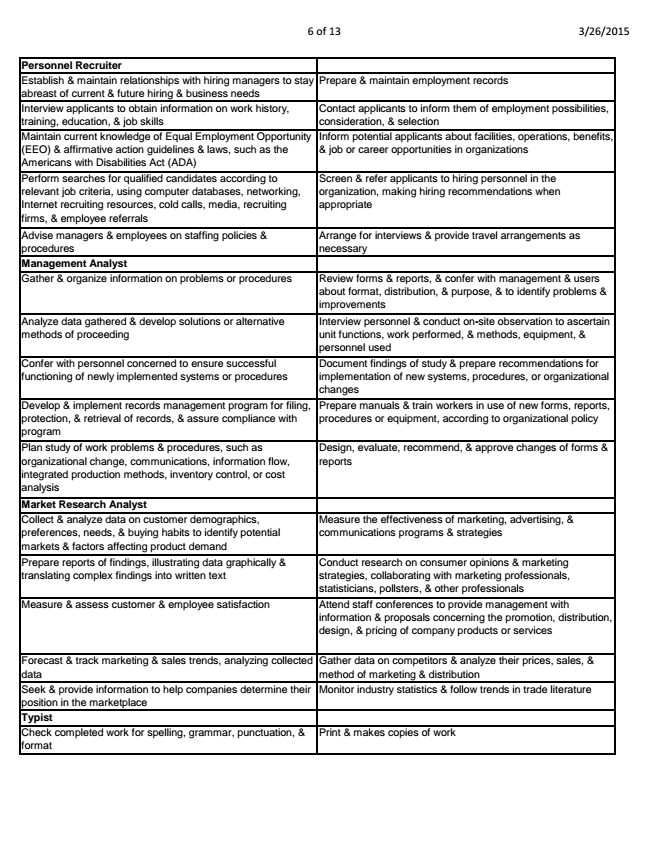 6 of 13
3/26/2015
Personnel Recruiter
Establish & maintain relationships with hiring managers to stay
abreast of current & future hiring & business needs
Prepare & maintain employment records
Interview applicants to obtain information on work history,
training, education, & job skills
Contact applicants to inform them of employment possibilities,
consideration, & selection
Maintain current knowledge of Equal Employment Opportunity
(EEO) & affirmative action guidelines & laws, such as the
Americans with Disabilities Act (ADA)
Inform potential applicants about facilities, operations, benefits,
& job or career opportunities in organizations
Perform searches for qualified candidates according to
relevant job criteria, using computer databases, networking,
Internet recruiting resources, cold calls, media, recruiting
firms, & employee referrals
Screen & refer applicants to hiring personnel in the
organization, making hiring recommendations when
appropriate
Advise managers & employees on staffing policies &
procedures
Arrange for interviews & provide travel arrangements as
necessary
Management Analyst
Gather & organize information on problems or procedures
Review forms & reports, & confer with management & users
about format, distribution, & purpose, & to identify problems &
improvements
Analyze data gathered & develop solutions or alternative
methods of proceeding
Interview personnel & conduct on-site observation to ascertain
unit functions, work performed, & methods, equipment, &
personnel used
Confer with personnel concerned to ensure successful
functioning of newly implemented systems or procedures
Document findings of study & prepare recommendations for
implementation of new systems, procedures, or organizational
changes
Develop & implement records management program for filing,
protection, & retrieval of records, & assure compliance with
program
Prepare manuals & train workers in use of new forms, reports,
procedures or equipment, according to organizational policy
Plan study of work problems & procedures, such as
organizational change, communications, information flow,
integrated production methods, inventory control, or cost
analysis
Design, evaluate, recommend, & approve changes of forms &
reports
Market Research Analyst
Collect & analyze data on customer demographics,
preferences, needs, & buying habits to identify potential
markets & factors affecting product demand
Measure the effectiveness of marketing, advertising, &
communications programs & strategies
Prepare reports of findings, illustrating data graphically &
translating complex findings into written text
Conduct research on consumer opinions & marketing
strategies, collaborating with marketing professionals,
statisticians, pollsters, & other professionals
Measure & assess customer & employee satisfaction
Attend staff conferences to provide management with
information & proposals concerning the promotion, distribution,
design, & pricing of company products or services
Forecast & track marketing & sales trends, analyzing collected
data
Gather data on competitors & analyze their prices, sales, &
method of marketing & distribution
Seek & provide information to help companies determine their
position in the marketplace
Monitor industry statistics & follow trends in trade literature
Typist
Check completed work for spelling, grammar, punctuation, &
format
Print & makes copies of work